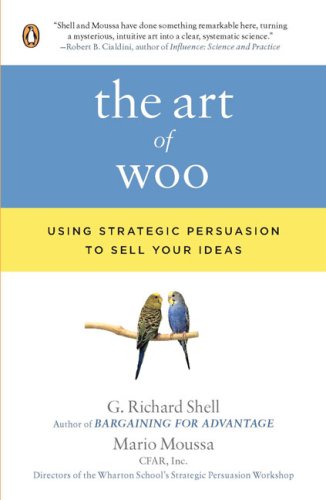 "Shell and Moussa have done something remarkable here, turning a
mysterious, intuitive art into a clear, systematic science."
—Robert B. Cialdini, author of Influence: Science and Practice
the art
of
woo
USING STRATEGIC PERSUASION
TO SELL YOUR IDEAS
G. Richard Shell
Author of BARGAINING FOR ADVANTAGE
Mario Moussa
CFAR, Inc.
Directors of the Wharton School's Strategic Persuasion Workshop